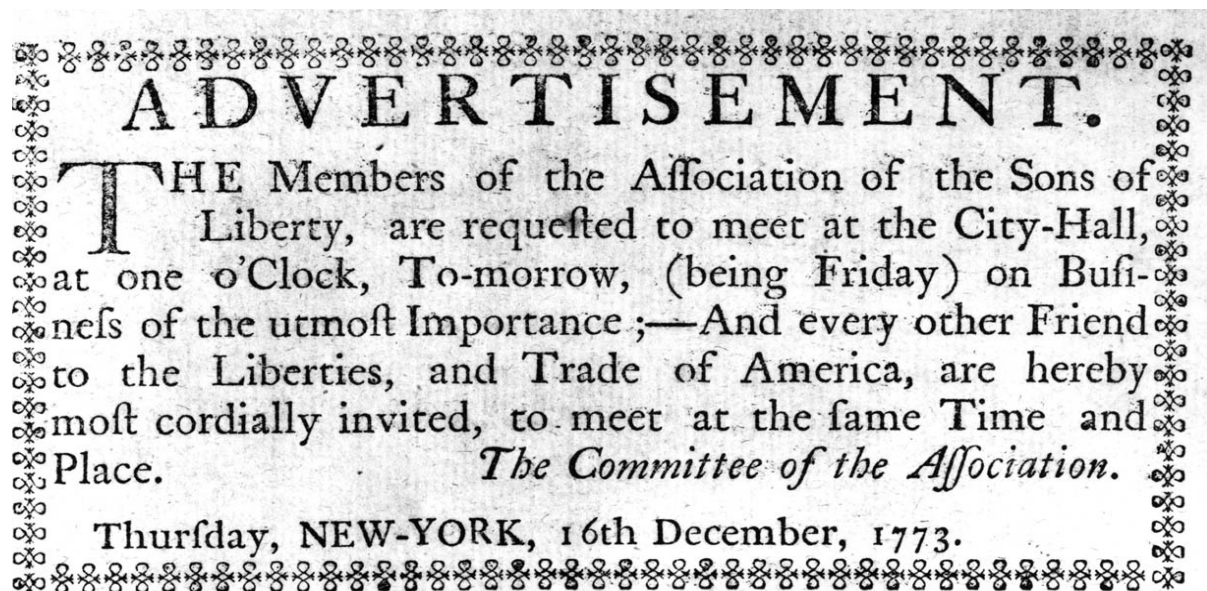 ADVERTISEMENT.
THE Members of the Aſſociation of the Sons of
Liberty, are requeſted to meet at the City-Hall,
at one o'Clock, To-morrow, (being Friday) on Buſi-
neſs of the utmoſt Importance ;—And every other Friend
to the Liberties, and Trade of America, are hereby
moſt cordially invited, to meet at the ſame Time and
Place. The Committee of the Aſſociation.
Thurſday, NEW-YORK, 16th December, 1773.